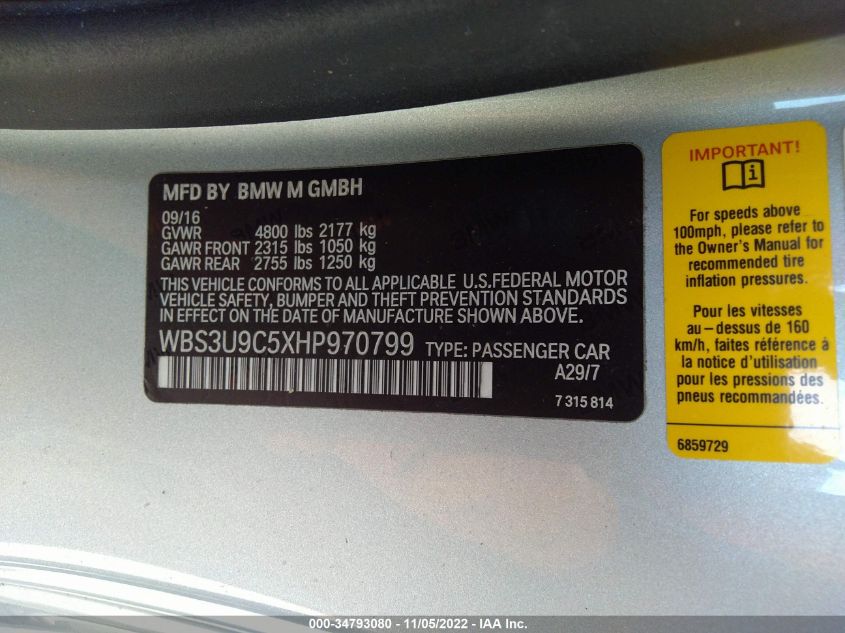 MFD BY BMW M GMBH
09/16
GVWR 4800 lbs 2177 kg
GAWR FRONT 2315 lbs 1050 kg
GAWR REAR 2755 lbs 1250 kg
THIS VEHICLE CONFORMS TO ALL APPLICABLE U.S.FEDERAL MOTOR
VEHICLE SAFETY, BUMPER AND THEFT PREVENTION STANDARDS
IN EFFECT ON THE DATE OF MANUFACTURE SHOWN ABOVE.
WBS3U9C5XHP970799 TYPE: PASSENGER CAR
A29/7
7 315 814
IMPORTANT!
For speeds above
100mph, please refer to
the Owner's Manual for
recommended tire
inflation pressures.
Pour les vitesses
au-dessus de 160
km/h, faites référence à
la notice d'utilisation
pour les pressions des
pneus recommandées.
6859729
000-34793080 - 11/05/2022 - IAA Inc.